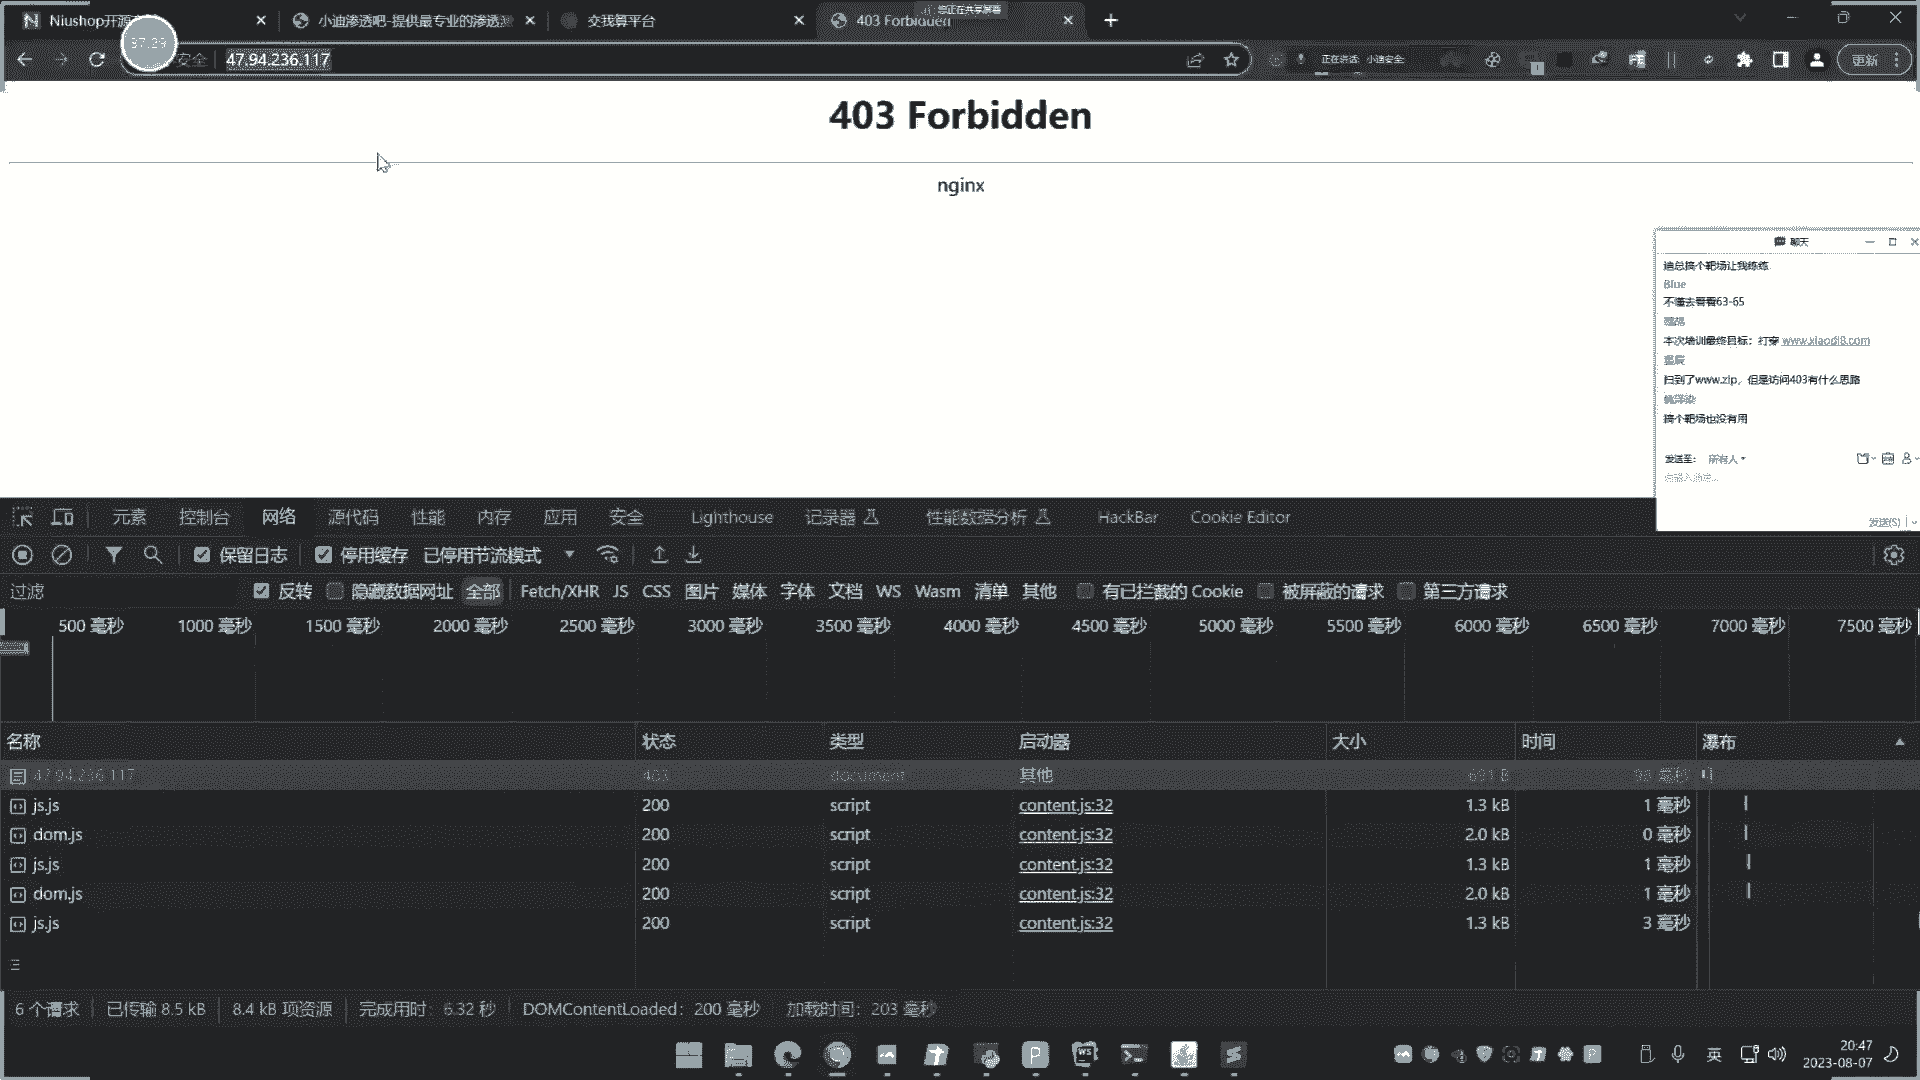 Niushop开源
小迪渗透吧-提供最专业的渗透测
交找算平台
403 Forbidden
您正在共享屏幕
37:29
安全
47.94.236.117
正在讲话: 小迪安全;
更新
403 Forbidden
nginx
聊天
迪总搞个靶场让我练练
Blue
不懂去看看63-65
本次培训最终目标：打穿 www.xiaodi8.com
扫到了www.zip，但是访问403有什么思路
搞个靶场也没有用
发送至： 所有人
请输入消息...
发送(S)
元素 控制台 网络 源代码 性能 内存 应用 安全 Lighthouse 记录器 性能数据分析 HackBar Cookie Editor
保留日志 停用缓存 已停用节流模式
过滤 反转 隐藏数据网址 全部 Fetch/XHR JS CSS 图片 媒体 字体 文档 WS Wasm 清单 其他 有已拦截的 Cookie 被屏蔽的请求 第三方请求
500 毫秒 1000 毫秒 1500 毫秒 2000 毫秒 2500 毫秒 3000 毫秒 3500 毫秒 4000 毫秒 4500 毫秒 5000 毫秒 5500 毫秒 6000 毫秒 6500 毫秒 7000 毫秒 7500 毫秒
名称 状态 类型 启动器 大小 时间 瀑布
47.94.236.117 403 document 其他 691 B 毫秒
js.js 200 script content.js:32 1.3 kB 1 毫秒
dom.js 200 script content.js:32 2.0 kB 0 毫秒
js.js 200 script content.js:32 1.3 kB 1 毫秒
dom.js 200 script content.js:32 2.0 kB 1 毫秒
js.js 200 script content.js:32 1.3 kB 3 毫秒
6 个请求 已传输 8.5 kB 8.4 kB 项资源 完成用时： 6.32 秒 DOMContentLoaded： 200 毫秒 加载时间： 203 毫秒
英
20:47
2023-08-07